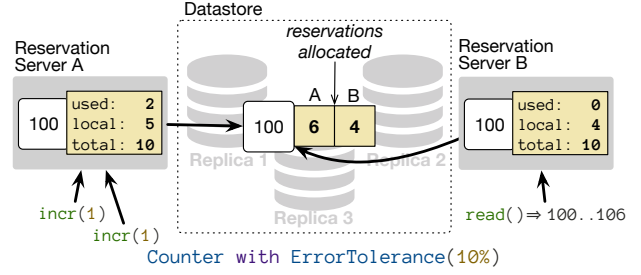 Datastore
Reservation
Server A
100
used: 2
local: 5
total: 10
incr(1)
incr(1)
reservations
allocated
A B
100 6 4
Replica 1
Replica 2
Replica 3
Reservation
Server B
100
used: 0
local: 4
total: 10
read()⇒100..106
Counter with ErrorTolerance(10%)